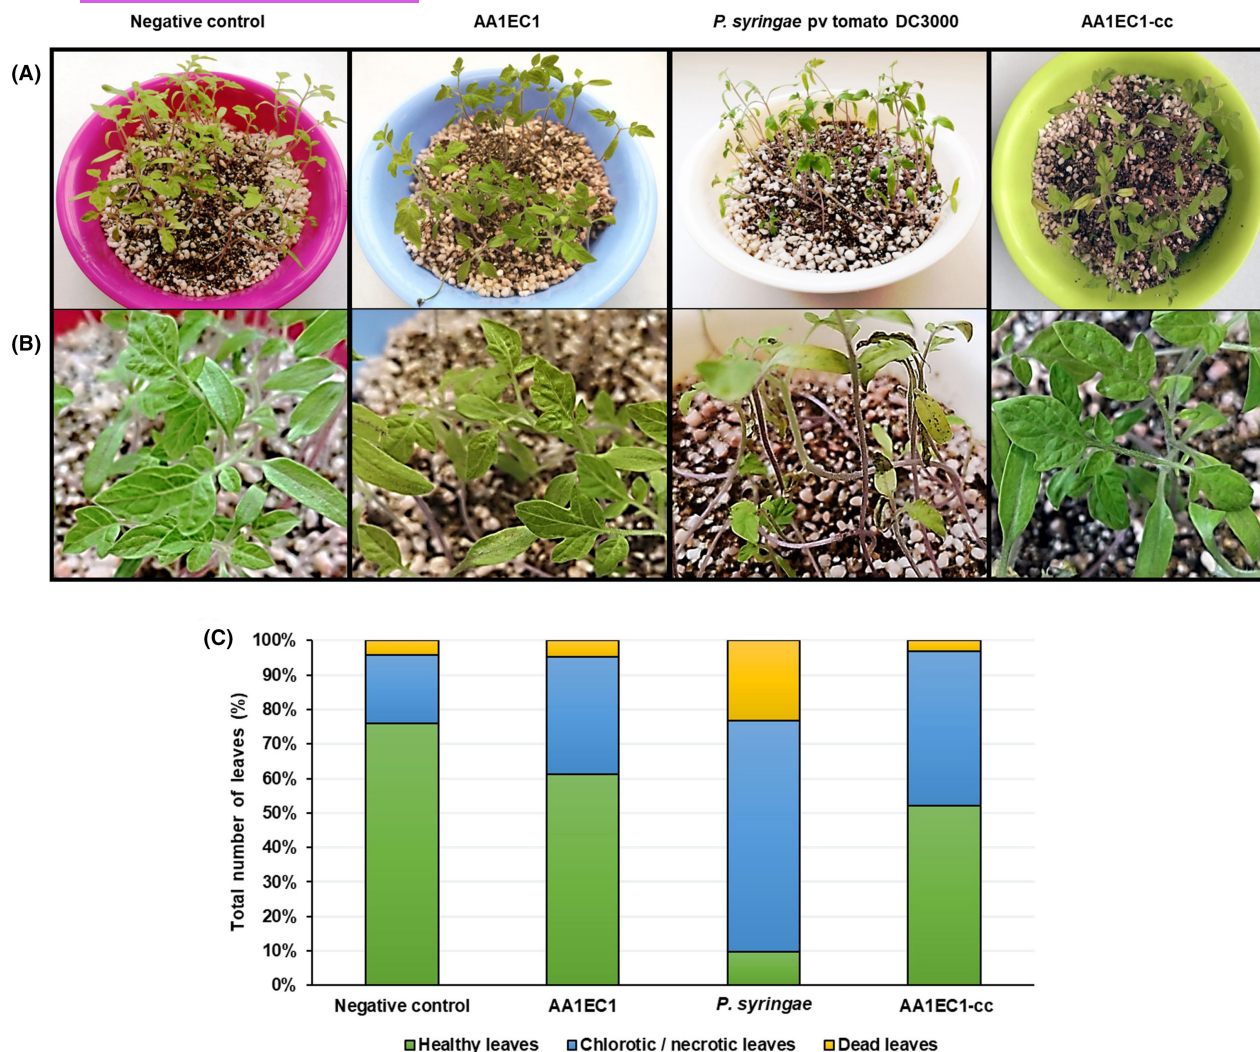 Negative control AA1EC1 P. syringae pv tomato DC3000 AA1EC1-cc
(A)
(B)
(C)
Total number of leaves (%)
100%
90%
80%
70%
60%
50%
40%
30%
20%
10%
0%
Negative control AA1EC1 P. syringae AA1EC1-cc
Healthy leaves Chlorotic / necrotic leaves Dead leaves